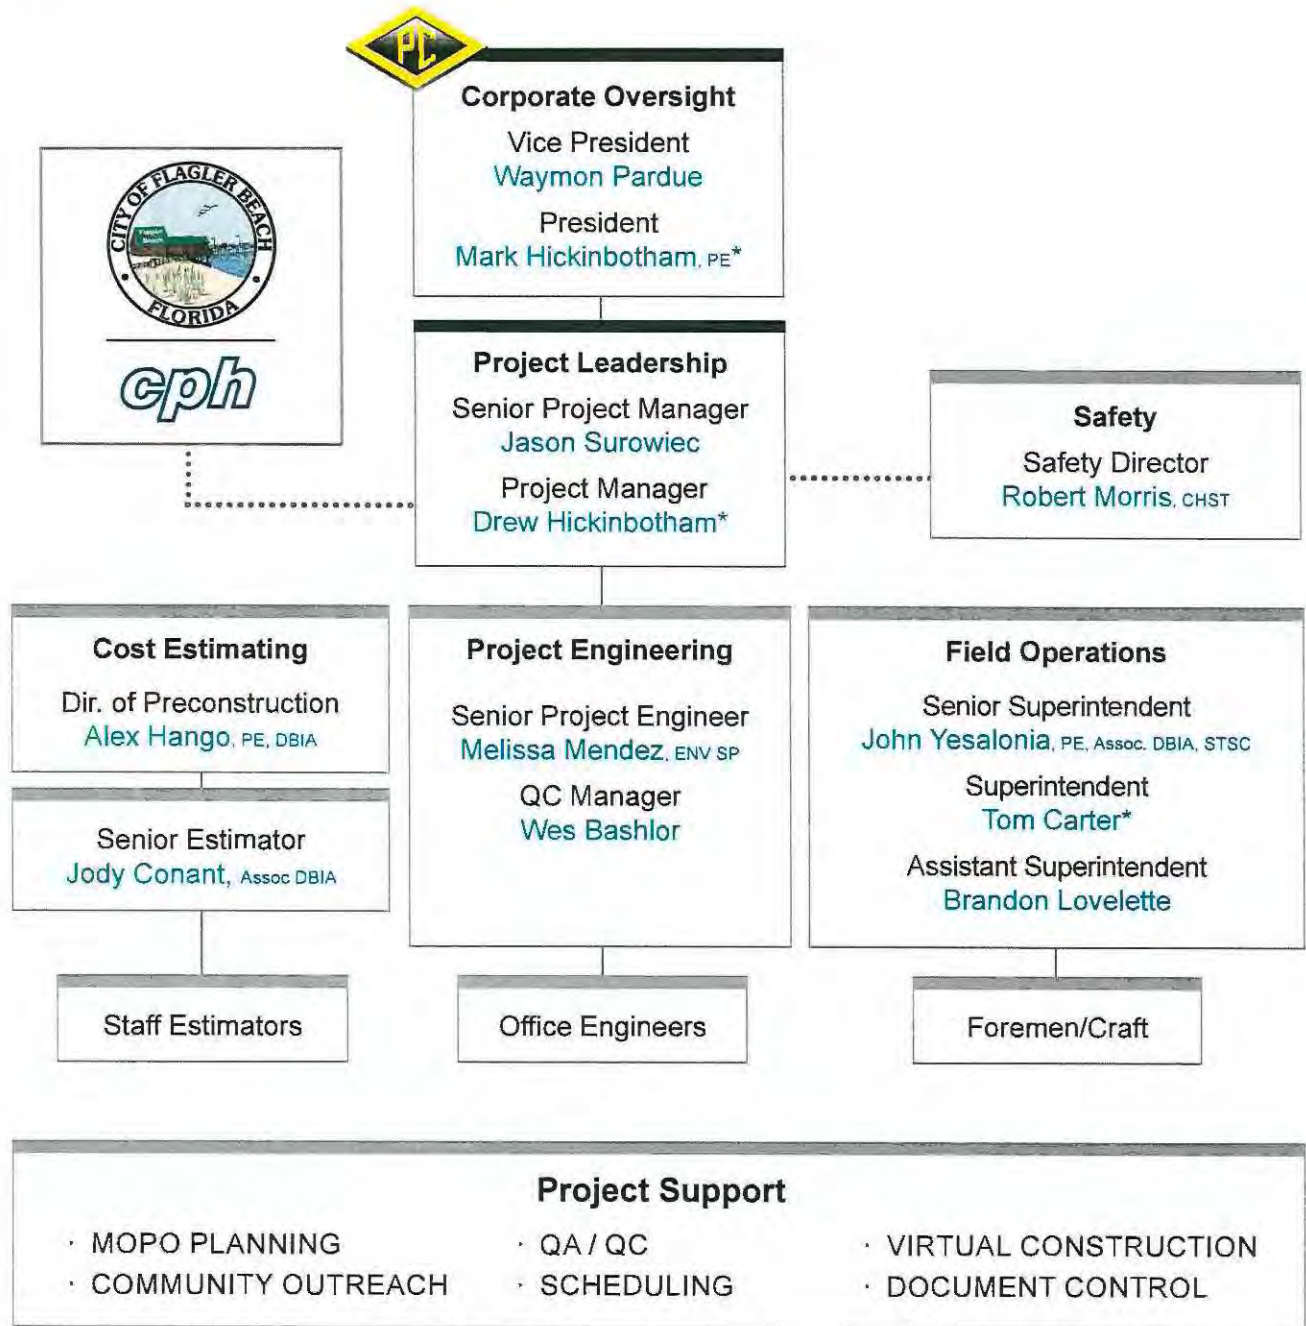 PC
Corporate Oversight
Vice President
Waymon Pardue
President
Mark Hickinbotham, PE*
CITY OF FLAGLER BEACH
Flagler Beach
FLORIDA
cph
Project Leadership
Senior Project Manager
Jason Surowiec
Project Manager
Drew Hickinbotham*
Safety
Safety Director
Robert Morris, CHST
Cost Estimating
Dir. of Preconstruction
Alex Hango, PE, DBIA
Senior Estimator
Jody Conant, Assoc DBIA
Staff Estimators
Project Engineering
Senior Project Engineer
Melissa Mendez, ENV SP
QC Manager
Wes Bashlor
Office Engineers
Field Operations
Senior Superintendent
John Yesalonia, PE, Assoc. DBIA, STSC
Superintendent
Tom Carter*
Assistant Superintendent
Brandon Lovelette
Foremen/Craft
Project Support
· MOPO PLANNING
· COMMUNITY OUTREACH
· QA / QC
· SCHEDULING
· VIRTUAL CONSTRUCTION
· DOCUMENT CONTROL